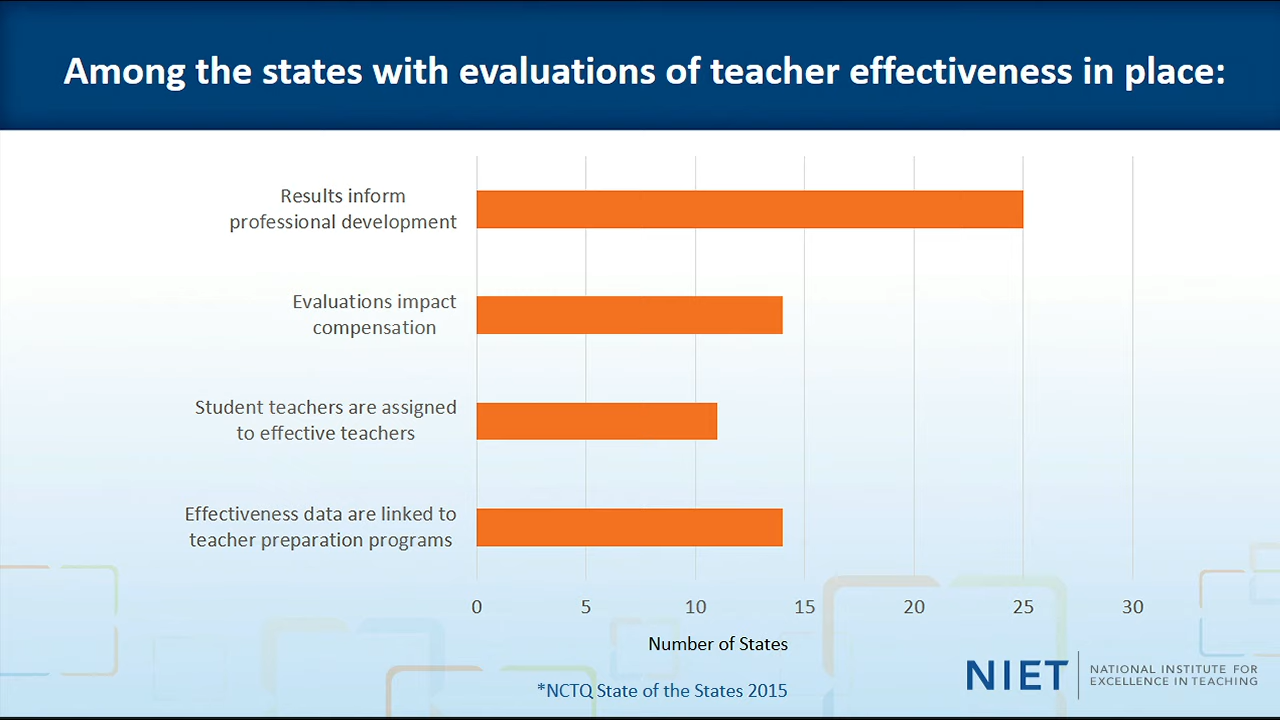 Among the states with evaluations of teacher effectiveness in place:
Results inform
professional development
Evaluations impact
compensation
Student teachers are assigned
to effective teachers
Effectiveness data are linked to
teacher preparation programs
0 5 10 15 20 25 30
Number of States
*NCTQ State of the States 2015
NIET
NATIONAL INSTITUTE FOR
EXCELLENCE IN TEACHING